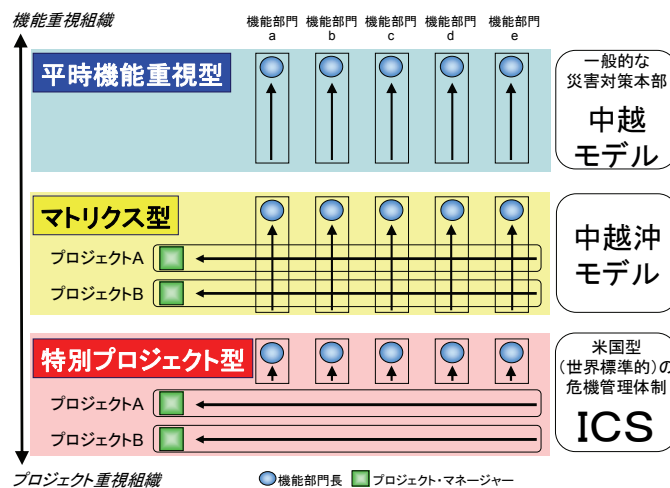 機能重視組織
機能部門 機能部門 機能部門 機能部門 機能部門
a b c d e
平時機能重視型
一般的な
災害対策本部
中越
モデル
マトリクス型
プロジェクトA
プロジェクトB
中越沖
モデル
特別プロジェクト型
プロジェクトA
プロジェクトB
米国型
(世界標準的)の
危機管理体制
ICS
プロジェクト重視組織
機能部門長 プロジェクト・マネージャー